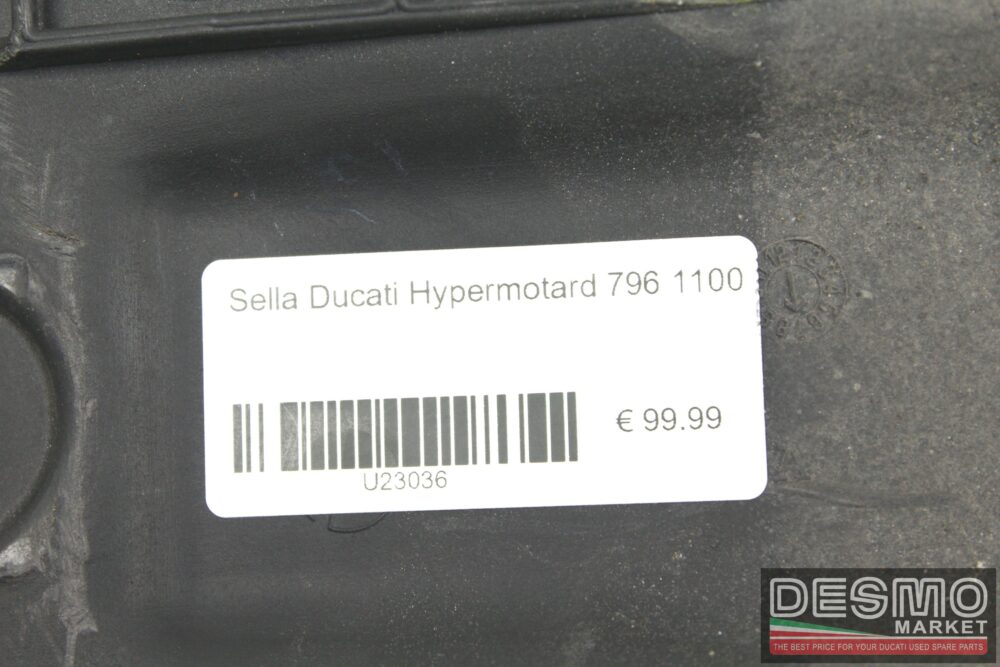 Sella Ducati Hypermotard 796 1100
€ 99.99
U23036
DESMO
MARKET
THE BEST PRICE FOR YOUR DUCATI USED SPARE PARTS